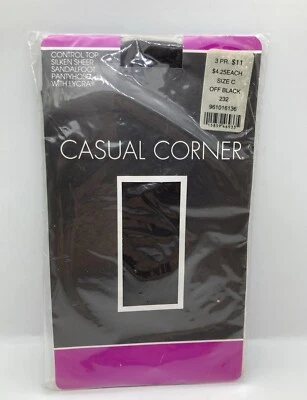 CONTROL TOP
SILKEN SHEER
SANDALFOOT
PANTYHOSE
WITH LYCRA®
3 PR. $11
$4.25EACH
SIZE C
OFF BLACK
232
961016136
CASUAL CORNER®